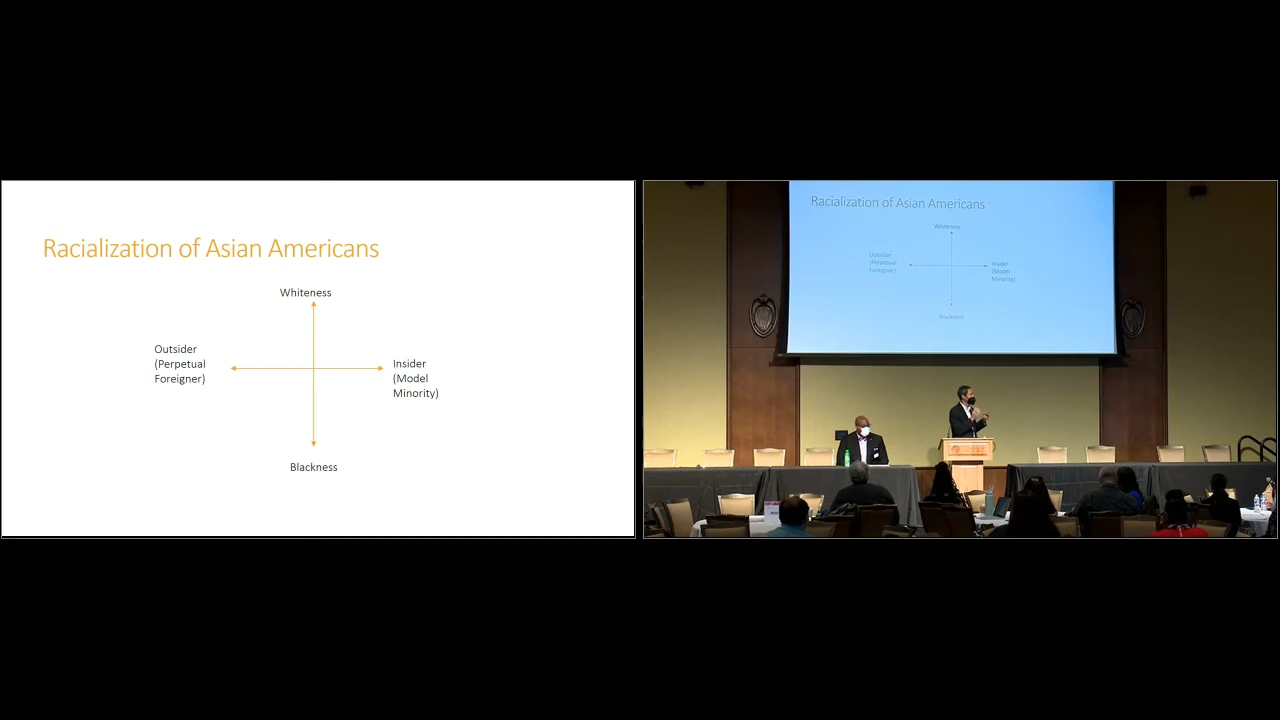 Racialization of Asian Americans
Whiteness
Outsider
(Perpetual
Foreigner)
Insider
(Model
Minority)
Blackness
Racialization of Asian Americans
Whiteness
Outsider
(Perpetual
Foreigner)
Insider
(Model
Minority)
Blackness